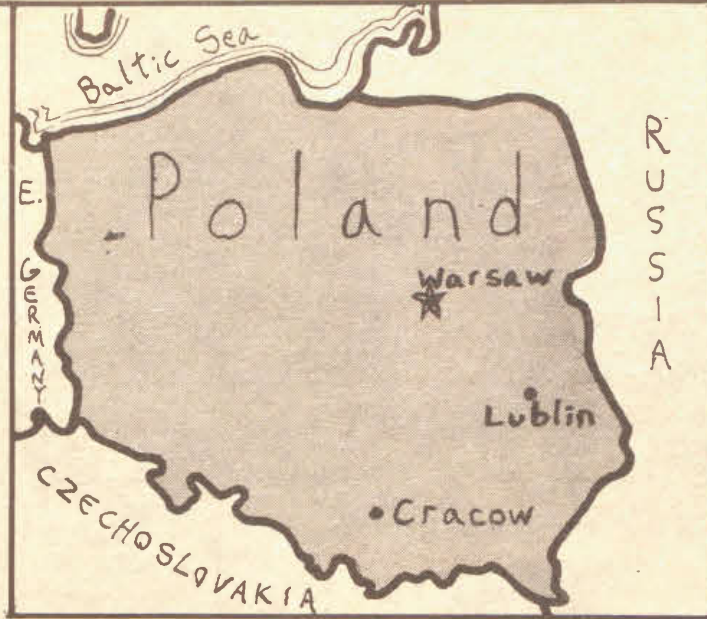 Baltic Sea
Poland
E. GERMANY
RUSSIA
Warsaw
Lublin
Cracow
CZECHOSLOVAKIA